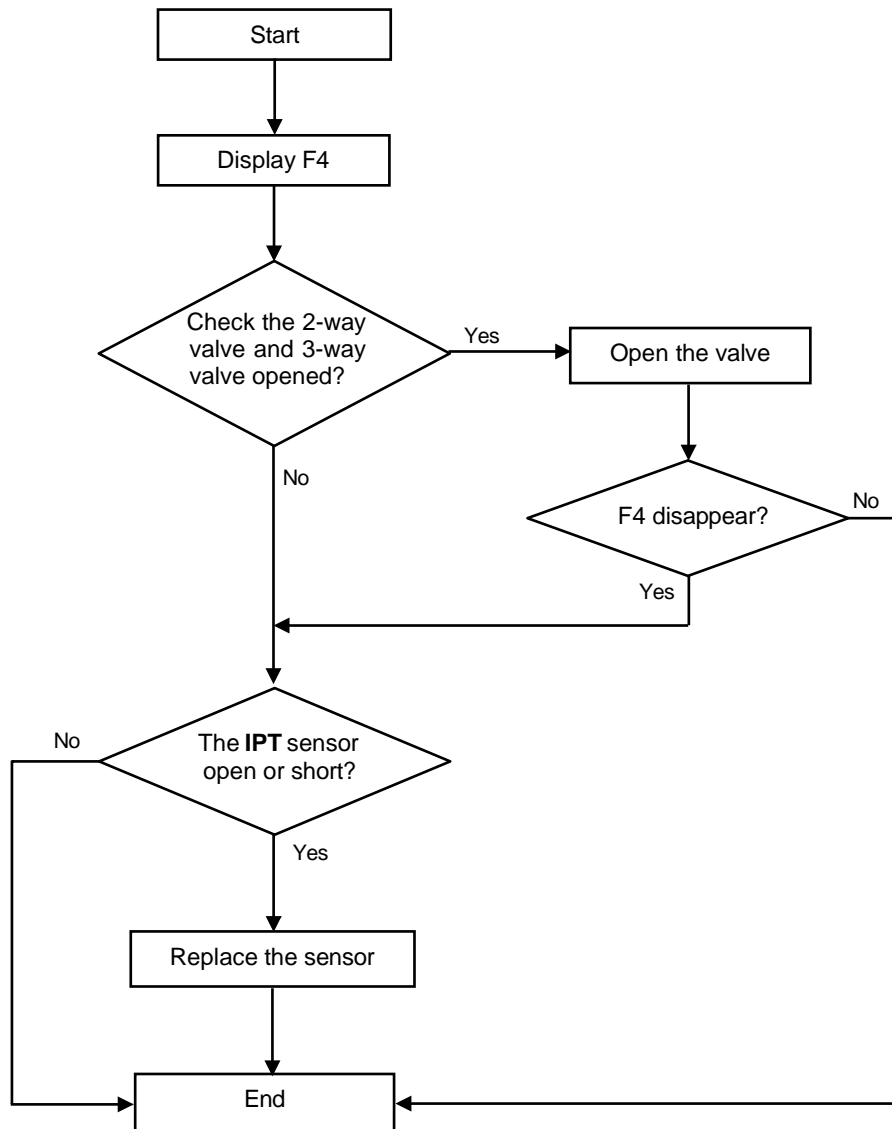 Start
Display F4
Check the 2-way
valve and 3-way
valve opened?
Yes
Open the valve
No
F4 disappear?
No
Yes
No
The IPT sensor
open or short?
Yes
Replace the sensor
End